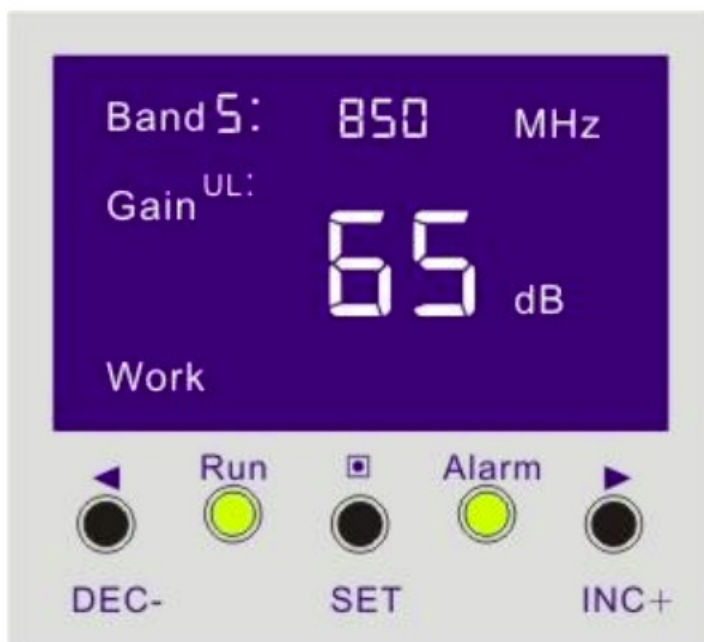 Band 5: 850 MHz
Gain UL:
65 dB
Work
Run Alarm
DEC- SET INC+